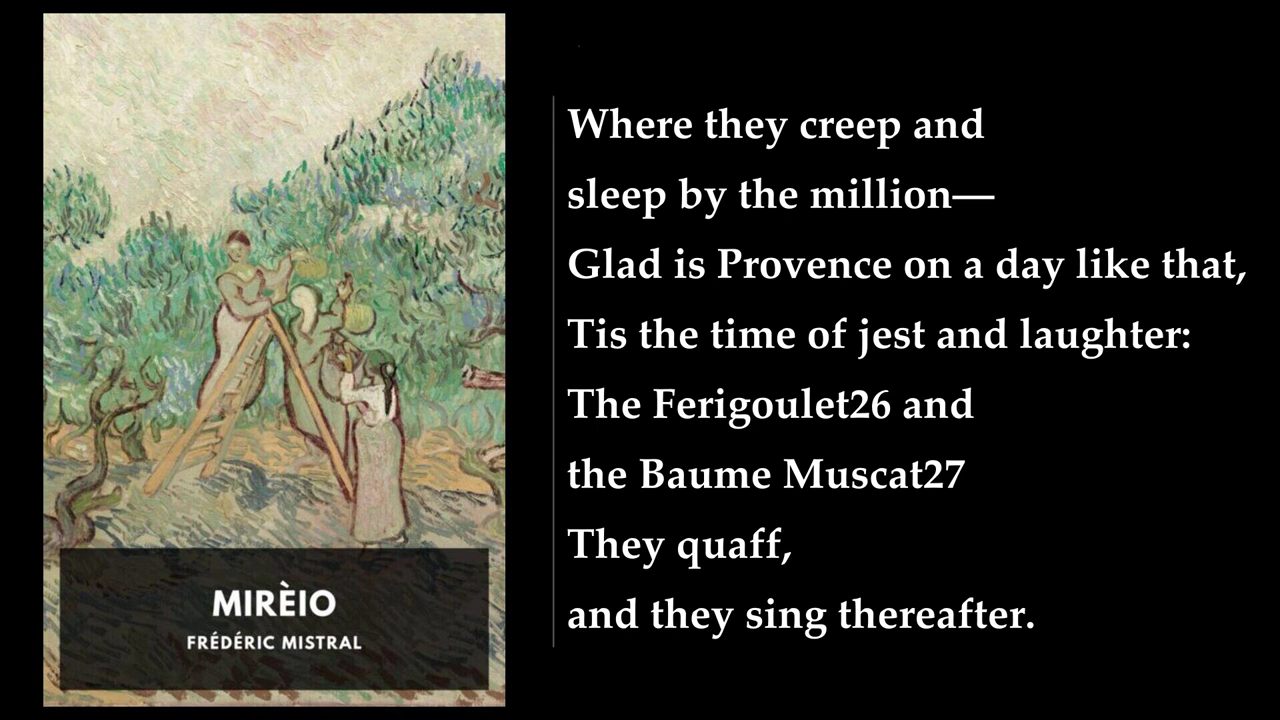 MIRÈIO
FRÉDÉRIC MISTRAL
Where they creep and
sleep by the million—
Glad is Provence on a day like that,
Tis the time of jest and laughter:
The Ferigoulet26 and
the Baume Muscat27
They quaff,
and they sing thereafter.